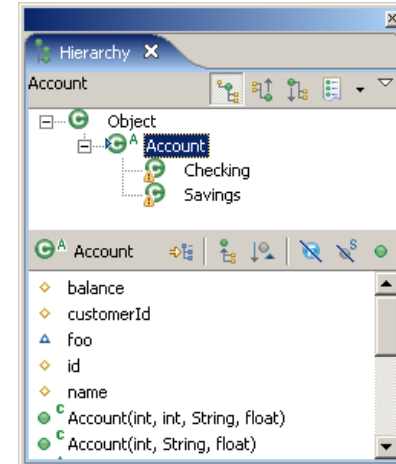 Hierarchy
Account
Object
Account
Checking
Savings
Account
balance
customerId
foo
id
name
Account(int, int, String, float)
Account(int, String, float)